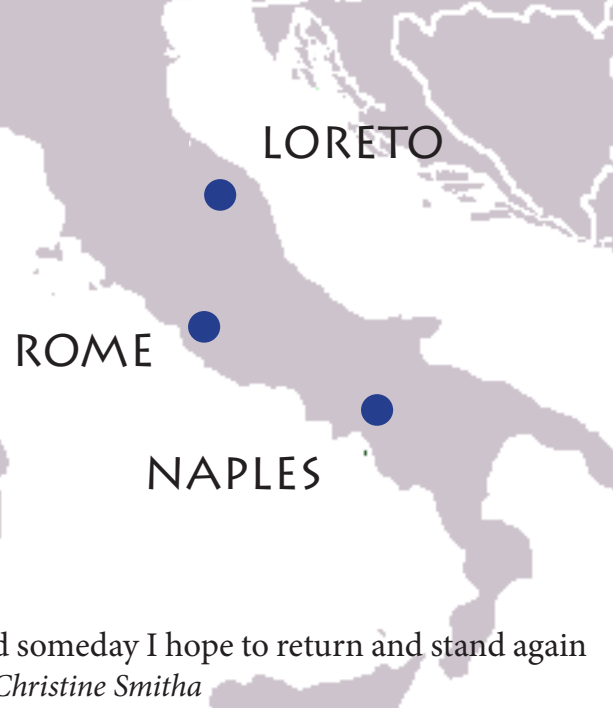 LORETO
ROME
NAPLES
someday I hope to return and stand again
Christine Smitha